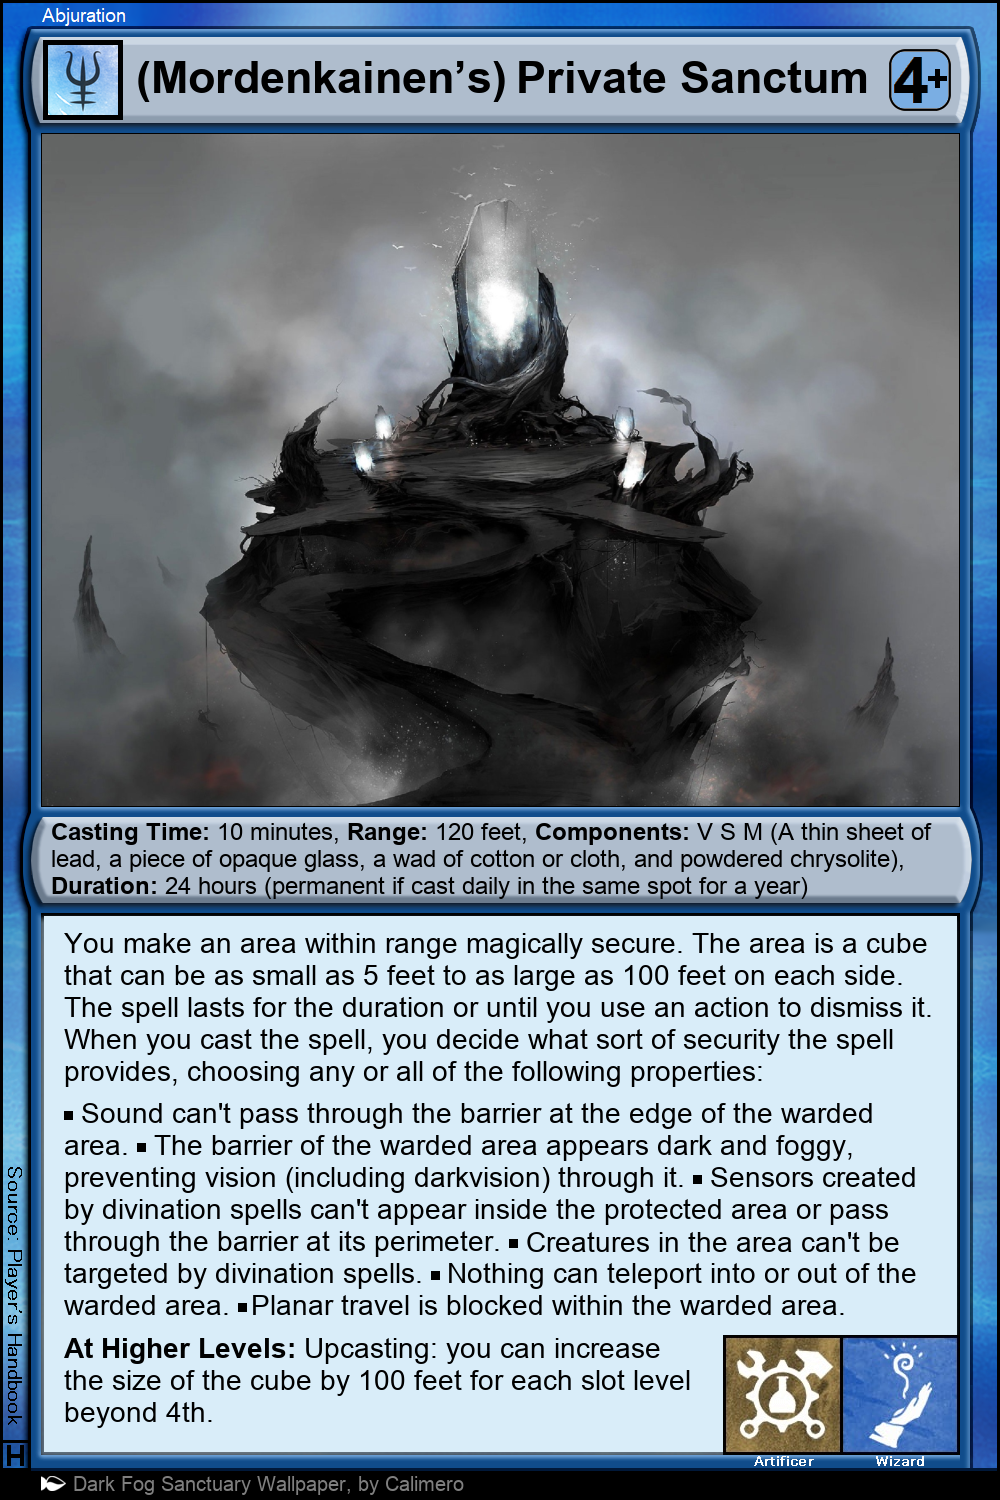 Abjuration
(Mordenkainen’s) Private Sanctum
4+
Casting Time: 10 minutes, Range: 120 feet, Components: V S M (A thin sheet of
lead, a piece of opaque glass, a wad of cotton or cloth, and powdered chrysolite),
Duration: 24 hours (permanent if cast daily in the same spot for a year)
You make an area within range magically secure. The area is a cube
that can be as small as 5 feet to as large as 100 feet on each side.
The spell lasts for the duration or until you use an action to dismiss it.
When you cast the spell, you decide what sort of security the spell
provides, choosing any or all of the following properties:
▪ Sound can't pass through the barrier at the edge of the warded
area. ▪ The barrier of the warded area appears dark and foggy,
preventing vision (including darkvision) through it. ▪ Sensors created
by divination spells can't appear inside the protected area or pass
through the barrier at its perimeter. ▪ Creatures in the area can't be
targeted by divination spells. ▪ Nothing can teleport into or out of the
warded area. ▪Planar travel is blocked within the warded area.
At Higher Levels: Upcasting: you can increase
the size of the cube by 100 feet for each slot level
beyond 4th.
Artificer
Wizard
Source: Player's Handbook
H
Dark Fog Sanctuary Wallpaper, by Calimero